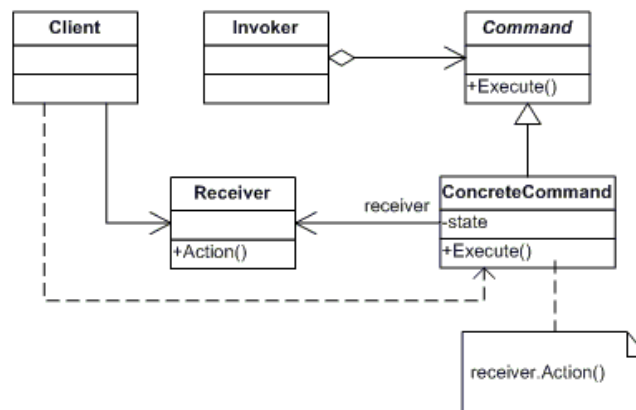 Client
Invoker
Command
+Execute()
Receiver
+Action()
receiver
ConcreteCommand
-state
+Execute()
receiver.Action()